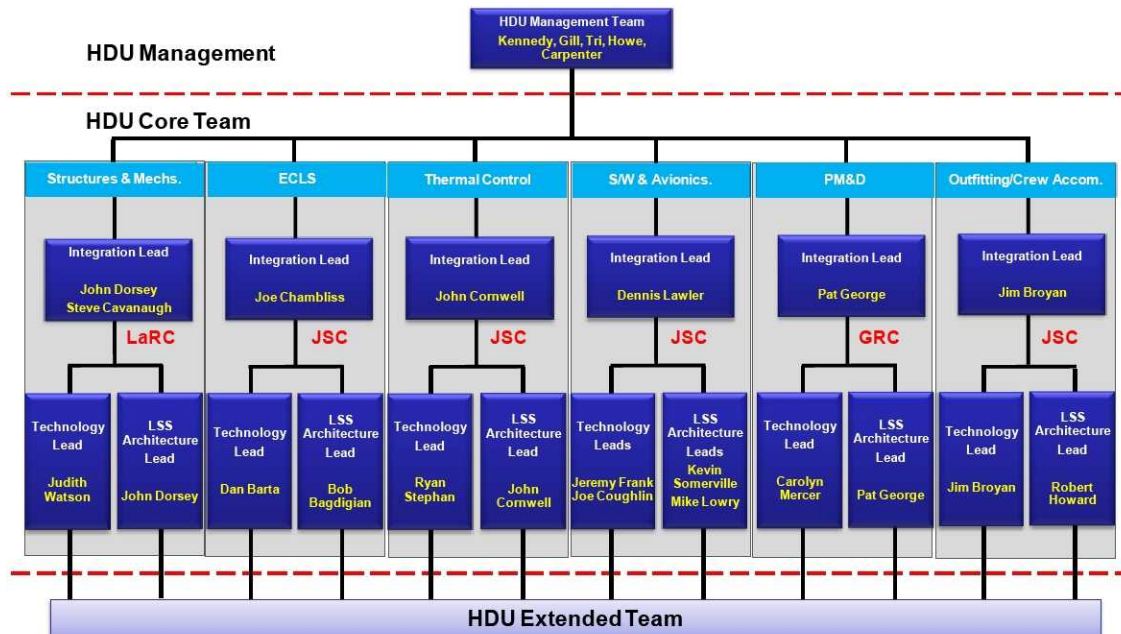 HDU Management Team
Kennedy, Gill, Tri, Howe,
Carpenter
HDU Management
HDU Core Team
Structures & Mechs.
ECLS
Thermal Control
S/W & Avionics.
PM&D
Outfitting/Crew Accom.
Integration Lead
John Dorsey
Steve Cavanaugh
Integration Lead
Joe Chambliss
Integration Lead
John Cornwell
Integration Lead
Dennis Lawler
Integration Lead
Pat George
Integration Lead
Jim Broyan
LaRC
JSC
JSC
JSC
GRC
JSC
Technology
Lead
Judith
Watson
LSS
Architecture
Lead
John Dorsey
Technology
Lead
Dan Barta
LSS
Architecture
Lead
Bob
Bagdigian
Technology
Lead
Ryan
Stephan
LSS
Architecture
Lead
John
Cornwell
Technology
Leads
Jeremy Frank
Joe Coughlin
LSS
Architecture
Leads
Kevin
Somerville
Mike Lowry
Technology
Lead
Carolyn
Mercer
LSS
Architecture
Lead
Pat George
Technology
Lead
Jim Broyan
LSS
Architecture
Lead
Robert
Howard
HDU Extended Team